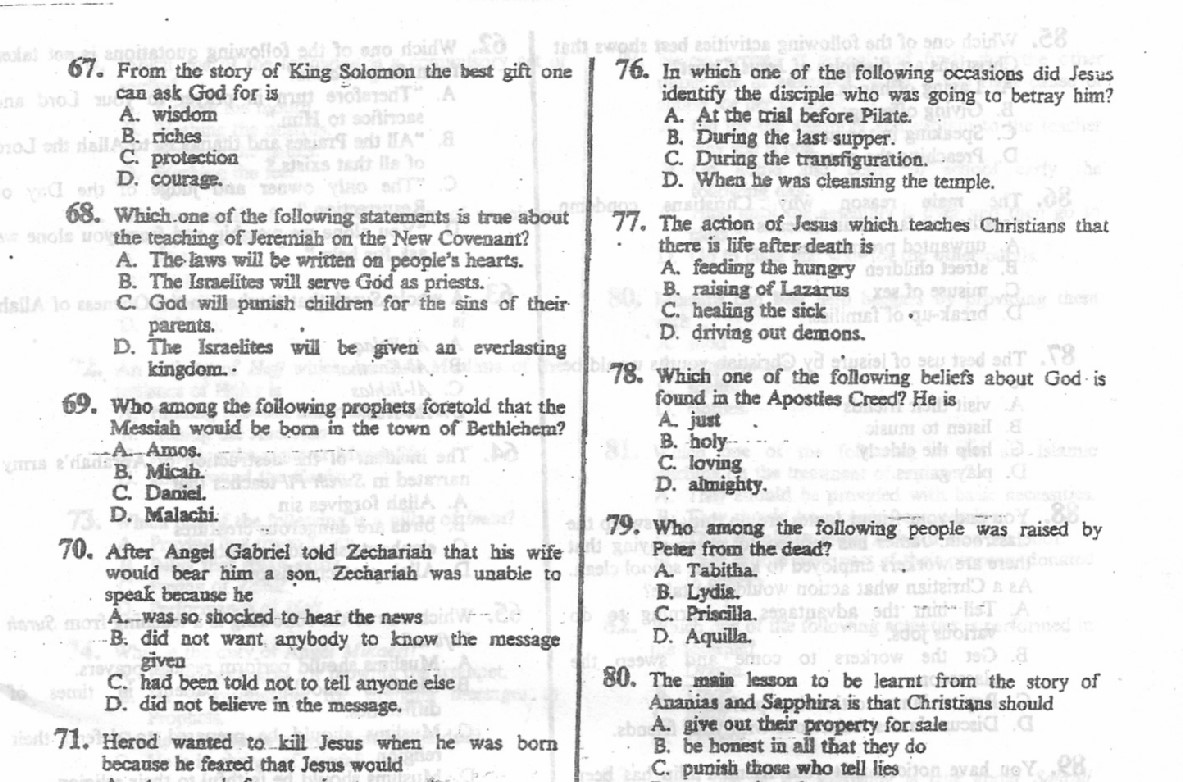 67. From the story of King Solomon the best gift one
can ask God for is
A. wisdom
B. riches
C. protection
D. courage.
68. Which one of the following statements is true about
the teaching of Jeremiah on the New Covenant?
A. The laws will be written on people's hearts.
B. The Israelites will serve God as priests.
C. God will punish children for the sins of their
parents.
D. The Israelites will be given an everlasting
kingdom.
69. Who among the following prophets foretold that the
Messiah would be born in the town of Bethlehem?
A. Amos.
B. Micah.
C. Daniel.
D. Malachi
70. After Angel Gabriel told Zechariah that his wife
would bear him a son, Zechariah was unable to
speak because he
A. was so shocked to hear the news
B. did not want anybody to know the message
given
C. had been told not to tell anyone else
D. did not believe in the message.
71. Herod wanted to kill Jesus when he was born
because he feared that Jesus would
76. In which one of the following occasions did Jesus
identify the disciple who was going to betray him?
A. At the trial before Pilate.
B. During the last supper.
C. During the transfiguration.
D. When he was cleansing the temple.
77. The action of Jesus which teaches Christians that
there is life after death is
A. feeding the hungry
B. raising of Lazarus
C. healing the sick
D. driving out demons.
78. Which one of the following beliefs about God is
found in the Apostles Creed? He is
A. just
B. holy
C. loving
D. almighty.
79. Who among the following people was raised by
Peter from the dead?
A. Tabitha.
B. Lydia.
C. Priscilla.
D. Aquilla.
80. The main lesson to be learnt from the story of
Ananias and Sapphira is that Christians should
A. give out their property for sale
B. be honest in all that they do
C. punish those who tell lies